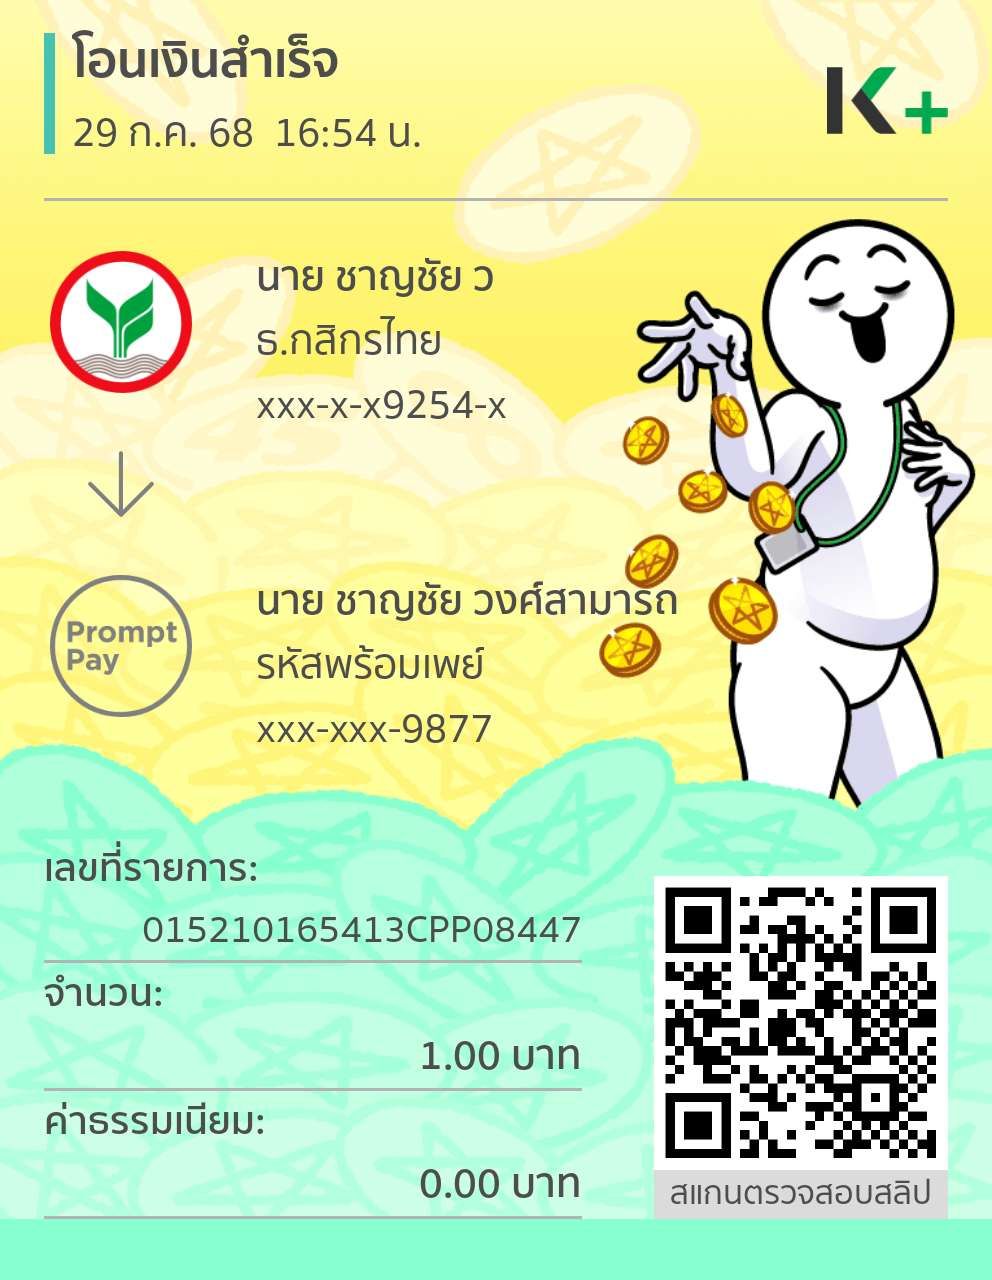 โอนเงินสำเร็จ
29 ก.ค. 68 16:54 น.
K+
นาย ชาญชัย ว
ธ.กสิกรไทย
xxx-x-x9254-x
Prompt
Pay
นาย ชาญชัย วงศ์สามารถ
รหัสพร้อมเพย์
xxx-xxx-9877
เลขที่รายการ:
015210165413CPP08447
จำนวน:
1.00 บาท
ค่าธรรมเนียม:
0.00 บาท
สแกนตรวจสอบสลิป